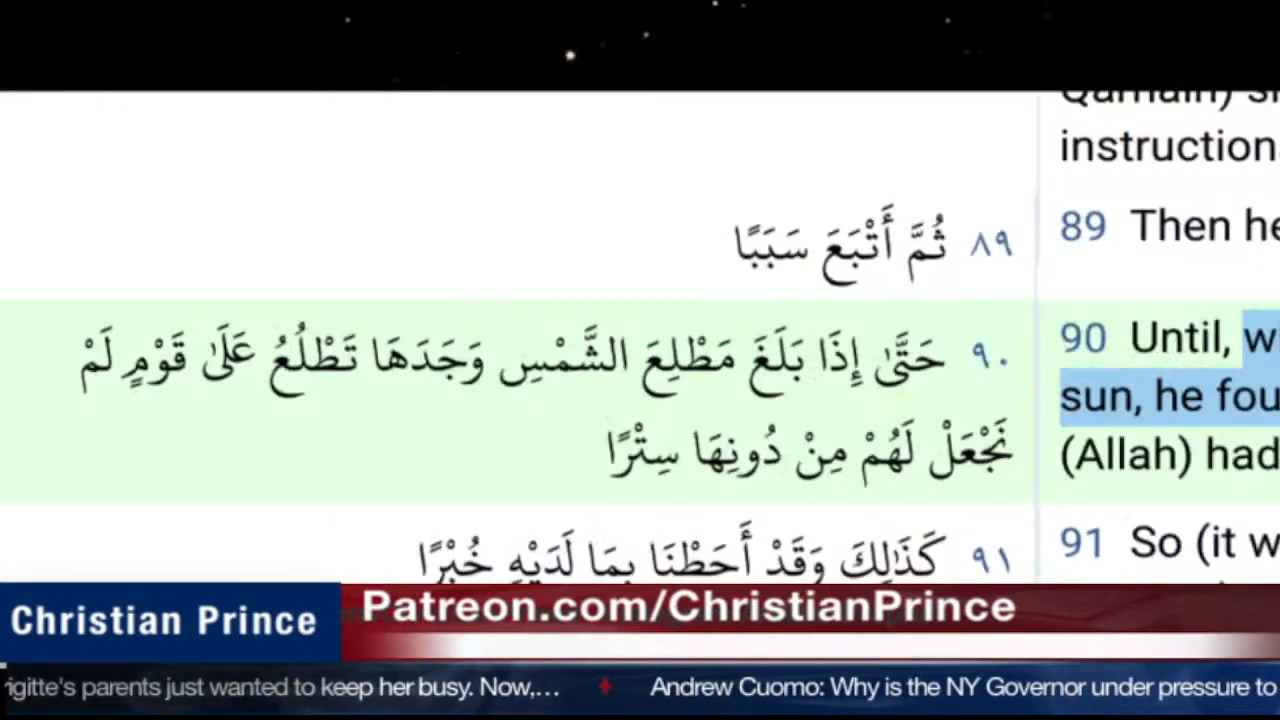 instruction
٨٩ ثُمَّ أَتْبَعَ سَبَبًا
89 Then he
٩٠ حَتَّىٰ إِذَا بَلَغَ مَطْلِعَ الشَّمْسِ وَجَدَهَا تَطْلُعُ عَلَىٰ قَوْمٍ لَمْ
نَجْعَلْ لَهُمْ مِنْ دُونِهَا سِتْرًا
90 Until, w
sun, he fou
(Allah) had
٩١ كَذَٰلِكَ وَقَدْ أَحَطْنَا بِمَا لَدَيْهِ خُبْرًا
91 So (it w
Christian Prince
Patreon.com/ChristianPrince
igitte's parents just wanted to keep her busy. Now,... + Andrew Cuomo: Why is the NY Governor under pressure to